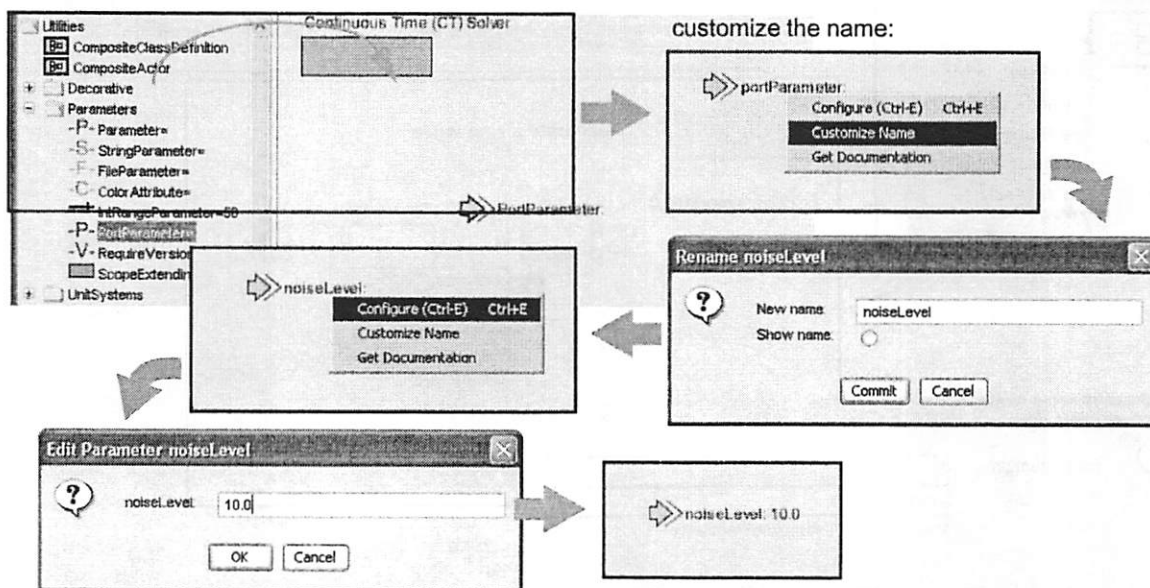 Utilities
CompositeClassDefinition
CompositeActor
Decorative
Parameters
-P- Parameter=
-S- StringParameter=
-F- FileParameter=
-C- ColorAttribute=
IntRangeParameter=50
-P- PortParameter=
-V- RequireVersion
ScopeExtendin
UnitSystems
Continuous Time (CT) Solver
PortParameter:
customize the name:
portParameter:
Configure (Ctrl-E) Ctrl+E
Customize Name
Get Documentation
Rename noiseLevel
New name: noiseLevel
Show name:
Commit Cancel
noiseLevel:
Configure (Ctrl-E) Ctrl+E
Customize Name
Get Documentation
Edit Parameter noiseLevel
noiseLevel: 10.0
OK Cancel
noiseLevel: 10.0